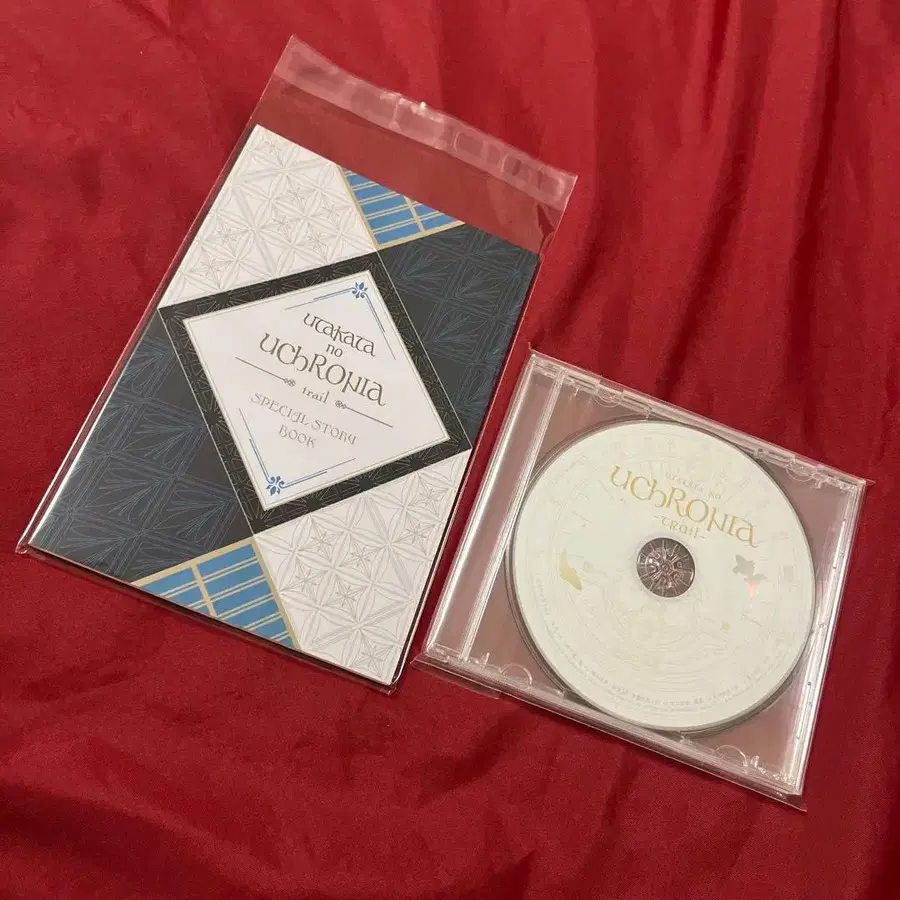 utakata
no
uchRoNIa
trail
SPECIAL STORY
BOOK
utakata no
uchRoNIa
-tRail-